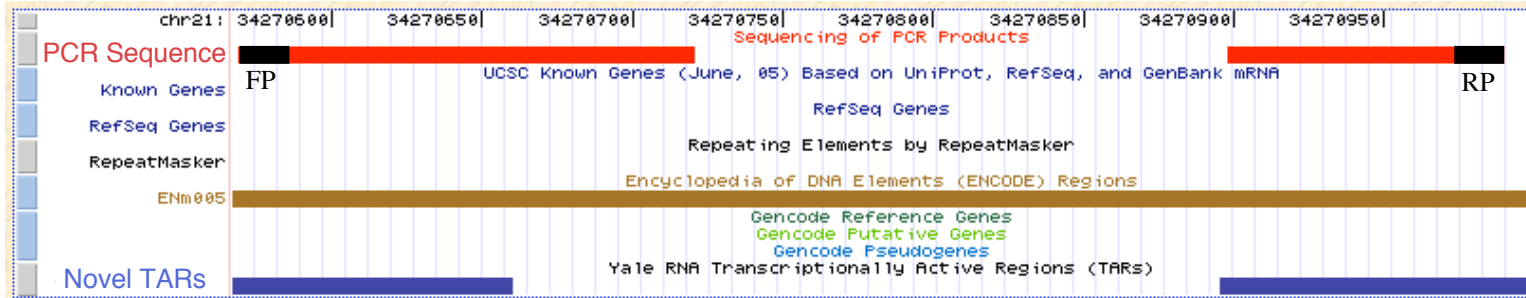 chr21: 34270600| 34270650| 34270700| 34270750| 34270800| 34270850| 34270900| 34270950|
Sequencing of PCR Products
PCR Sequence
FP
RP
UCSC Known Genes (June, 05) Based on UniProt, RefSeq, and GenBank mRNA
Known Genes
RefSeq Genes
RefSeq Genes
Repeating Elements by RepeatMasker
RepeatMasker
Encyclopedia of DNA Elements (ENCODE) Regions
ENm005
Gencode Reference Genes
Gencode Putative Genes
Gencode Pseudogenes
Yale RNA Transcriptionally Active Regions (TARs)
Novel TARs